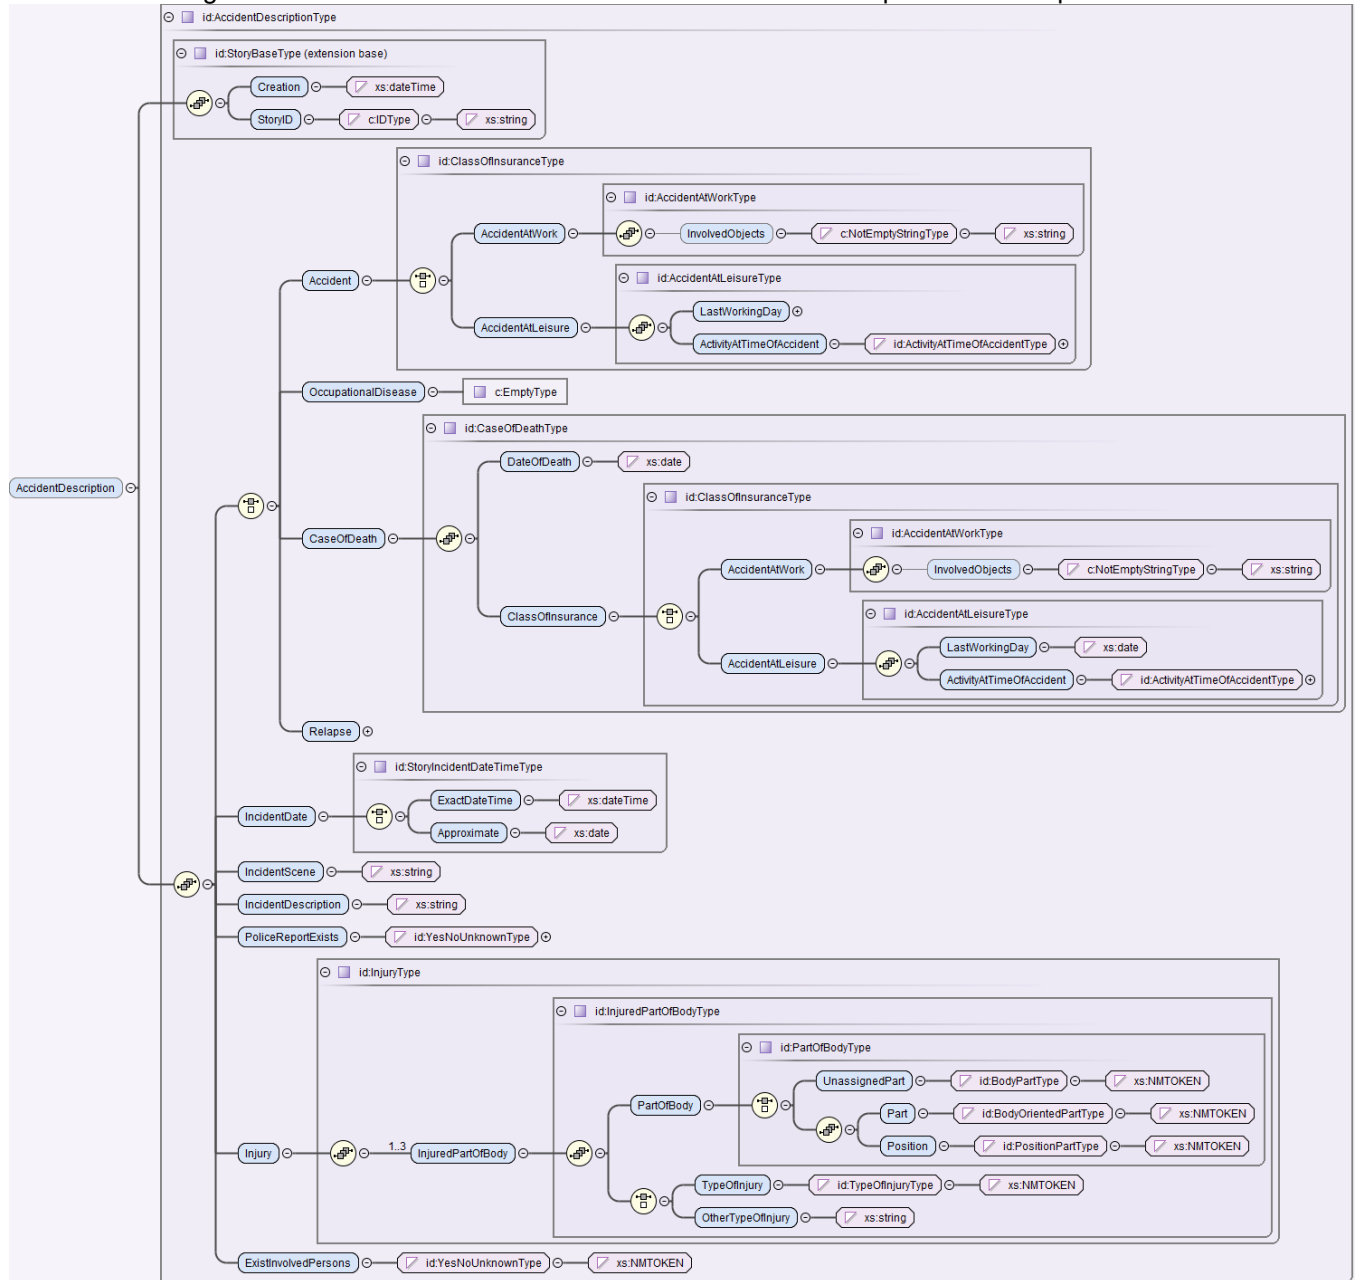 id:AccidentDescriptionType
id:StoryBaseType (extension base)
Creation xs:dateTime
StoryID c:IDType xs:string
id:ClassOfInsuranceType
id:AccidentAtWorkType
AccidentAtWork InvolvedObjects c:NotEmptyStringType xs:string
id:AccidentAtLeisureType
Accident
LastWorkingDay
AccidentAtLeisure
ActivityAtTimeOfAccident id:ActivityAtTimeOfAccidentType
OccupationalDisease c:EmptyType
id:CaseOfDeathType
DateOfDeath xs:date
AccidentDescription
id:ClassOfInsuranceType
id:AccidentAtWorkType
CaseOfDeath
AccidentAtWork InvolvedObjects c:NotEmptyStringType xs:string
id:AccidentAtLeisureType
ClassOfInsurance
LastWorkingDay xs:date
AccidentAtLeisure
ActivityAtTimeOfAccident id:ActivityAtTimeOfAccidentType
Relapse
id:StoryIncidentDateTimeType
ExactDateTime xs:dateTime
IncidentDate
Approximate xs:date
IncidentScene xs:string
IncidentDescription xs:string
PoliceReportExists id:YesNoUnknownType
id:InjuryType
id:InjuredPartOfBodyType
id:PartOfBodyType
UnassignedPart id:BodyPartType xs:NMTOKEN
PartOfBody
Part id:BodyOrientedPartType xs:NMTOKEN
Position id:PositionPartType xs:NMTOKEN
Injury 1..3 InjuredPartOfBody
TypeOfInjury id:TypeOfInjuryType xs:NMTOKEN
OtherTypeOfInjury xs:string
ExistInvolvedPersons id:YesNoUnknownType xs:NMTOKEN